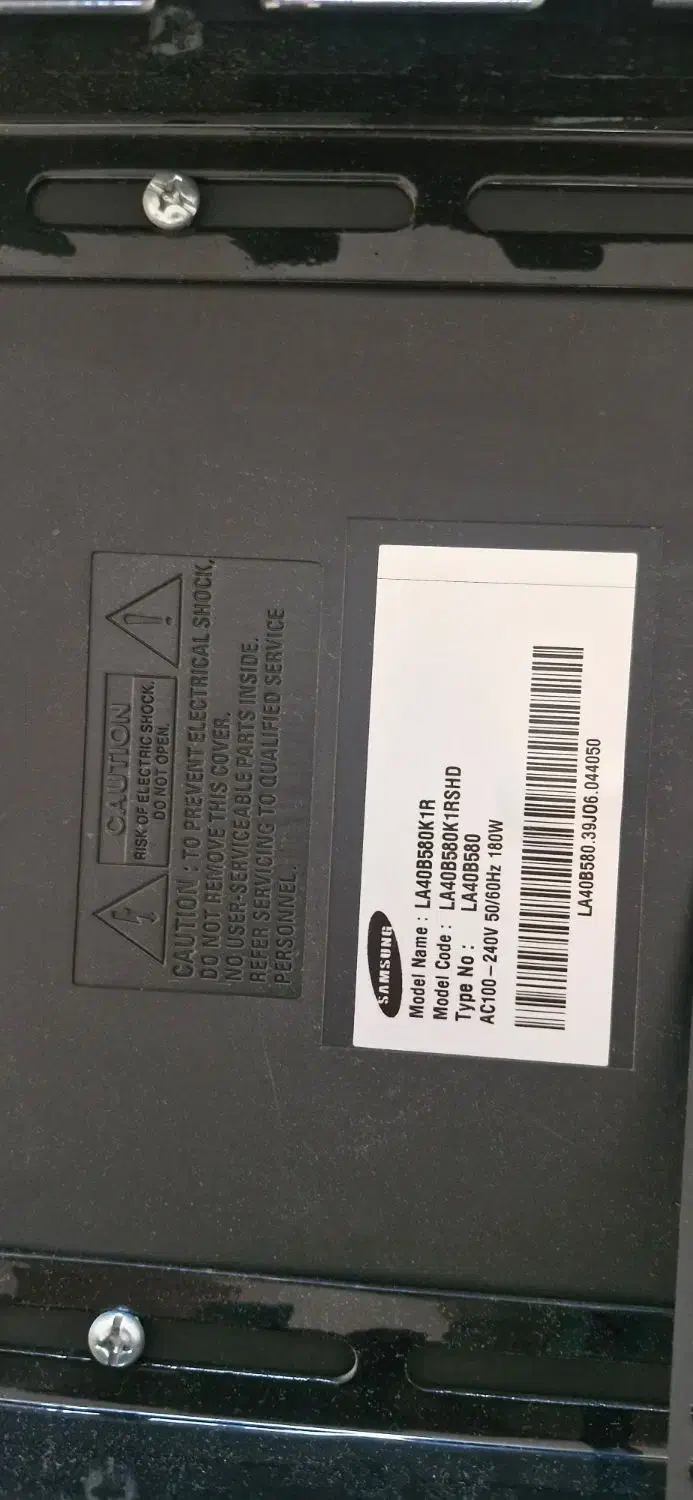 CAUTION
RISK OF ELECTRIC SHOCK.
DO NOT OPEN.
CAUTION : TO PREVENT ELECTRICAL SHOCK,
DO NOT REMOVE THIS COVER.
NO USER-SERVICEABLE PARTS INSIDE.
REFER SERVICING TO QUALIFIED SERVICE
PERSONNEL.
SAMSUNG
Model Name : LA40B580K1R
Model Code : LA40B580K1RSHD
Type No : LA40B580
AC100-240V 50/60Hz 180W
LA40B580.39J06.044050